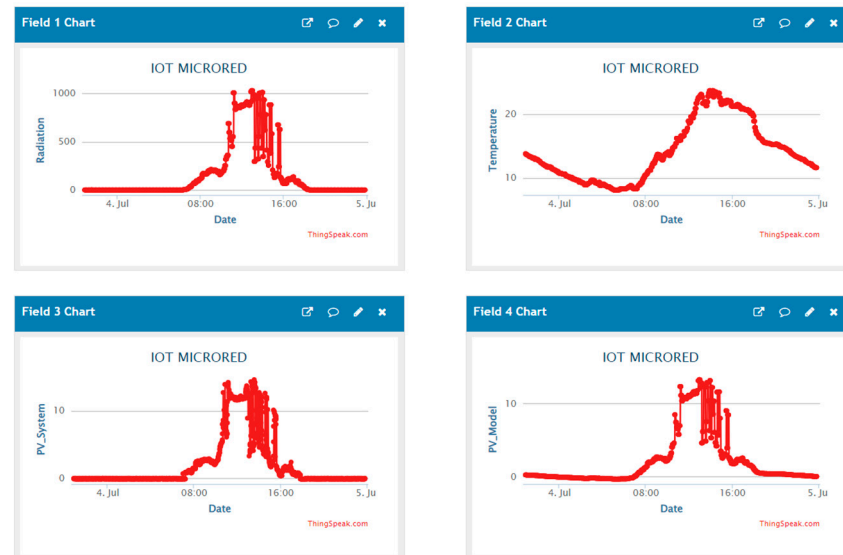 Field 1 Chart
IOT MICRORED
Radiation
1000
500
0
4. Jul
08:00
16:00
5. Ju
Date
ThingSpeak.com
Field 2 Chart
IOT MICRORED
Temperature
20
10
4. Jul
08:00
16:00
5. Ju
Date
ThingSpeak.com
Field 3 Chart
IOT MICRORED
PV_System
10
0
4. Jul
08:00
16:00
5. Ju
Date
ThingSpeak.com
Field 4 Chart
IOT MICRORED
PV_Model
10
0
4. Jul
08:00
16:00
5. Ju
Date
ThingSpeak.com